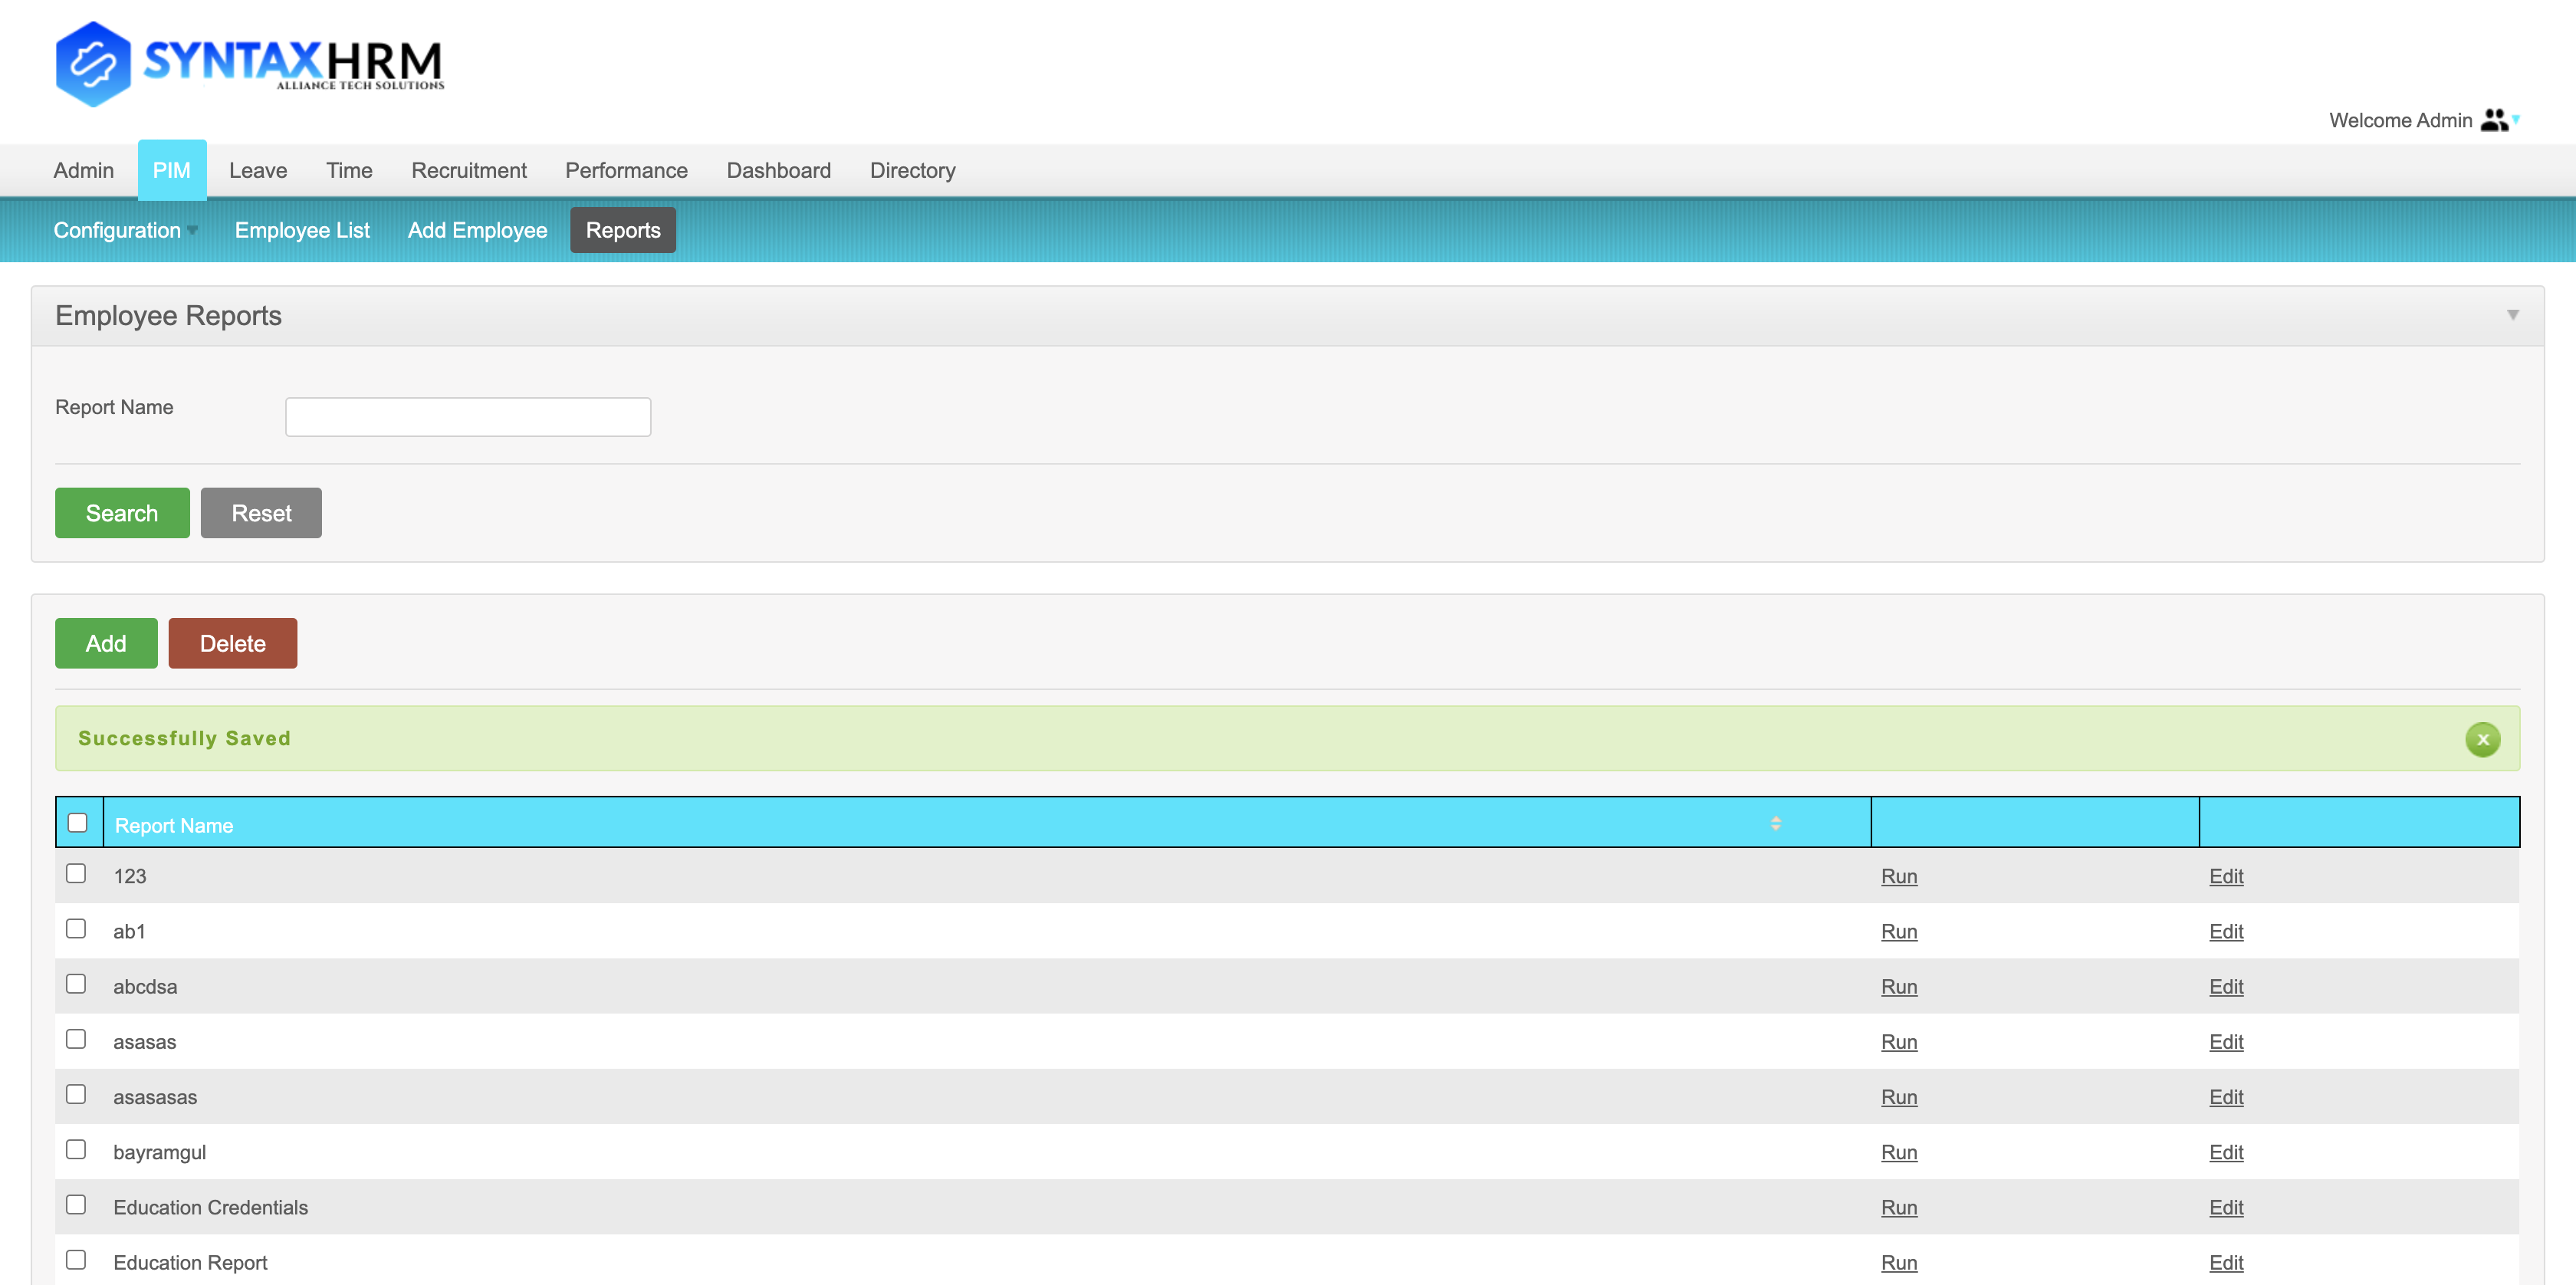 SYNTAXHRM
ALLIANCE TECH SOLUTIONS
Welcome Admin
Admin PIM Leave Time Recruitment Performance Dashboard Directory
Configuration Employee List Add Employee Reports
Employee Reports
Report Name
Search Reset
Add Delete
Successfully Saved
x
Report Name
123 Run Edit
ab1 Run Edit
abcdsa Run Edit
asasas Run Edit
asasasas Run Edit
bayramgul Run Edit
Education Credentials Run Edit
Education Report Run Edit